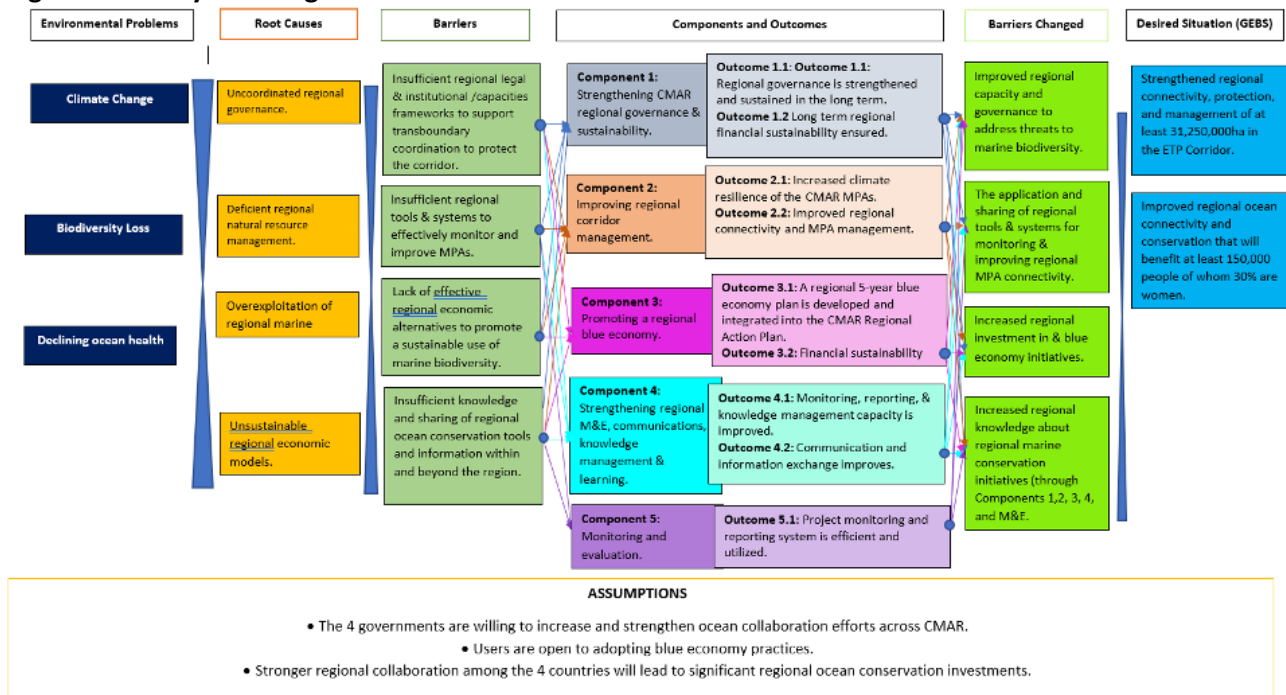 Environmental Problems
Root Causes
Barriers
Components and Outcomes
Barriers Changed
Desired Situation (GEBS)
Climate Change
Biodiversity Loss
Declining ocean health
Uncoordinated regional
governance.
Deficient regional
natural resource
management.
Overexploitation of
regional marine
Unsustainable
regional economic
models.
Insufficient regional legal
& institutional /capacities
frameworks to support
transboundary
coordination to protect
the corridor.
Insufficient regional
tools & systems to
effectively monitor and
improve MPAs.
Lack of effective
regional economic
alternatives to promote
a sustainable use of
marine biodiversity.
Insufficient knowledge
and sharing of regional
ocean conservation tools
and information within
and beyond the region.
Component 1:
Strengthening CMAR
regional governance &
sustainability.
Outcome 1.1: Outcome 1.1:
Regional governance is strengthened
and sustained in the long term.
Outcome 1.2 Long term regional
financial sustainability ensured.
Component 2:
Improving regional
corridor
management.
Outcome 2.1: Increased climate
resilience of the CMAR MPAs.
Outcome 2.2: Improved regional
connectivity and MPA management.
Component 3:
Promoting a regional
blue economy.
Outcome 3.1: A regional 5-year blue
economy plan is developed and
integrated into the CMAR Regional
Action Plan.
Outcome 3.2: Financial sustainability
Component 4:
Strengthening regional
M&E, communications,
knowledge
management &
learning.
Outcome 4.1: Monitoring, reporting, &
knowledge management capacity is
improved.
Outcome 4.2: Communication and
information exchange improves.
Component 5:
Monitoring and
evaluation.
Outcome 5.1: Project monitoring and
reporting system is efficient and
utilized.
Improved regional
capacity and
governance to
address threats to
marine biodiversity.
The application and
sharing of regional
tools & systems for
monitoring &
improving regional
MPA connectivity.
Increased regional
investment in & blue
economy initiatives.
Increased regional
knowledge about
regional marine
conservation
initiatives (through
Components 1,2, 3, 4,
and M&E.
Strengthened regional
connectivity, protection,
and management of at
least 31,250,000ha in
the ETP Corridor.
Improved regional ocean
connectivity and
conservation that will
benefit at least 150,000
people of whom 30% are
women.
ASSUMPTIONS
• The 4 governments are willing to increase and strengthen ocean collaboration efforts across CMAR.
• Users are open to adopting blue economy practices.
• Stronger regional collaboration among the 4 countries will lead to significant regional ocean conservation investments.